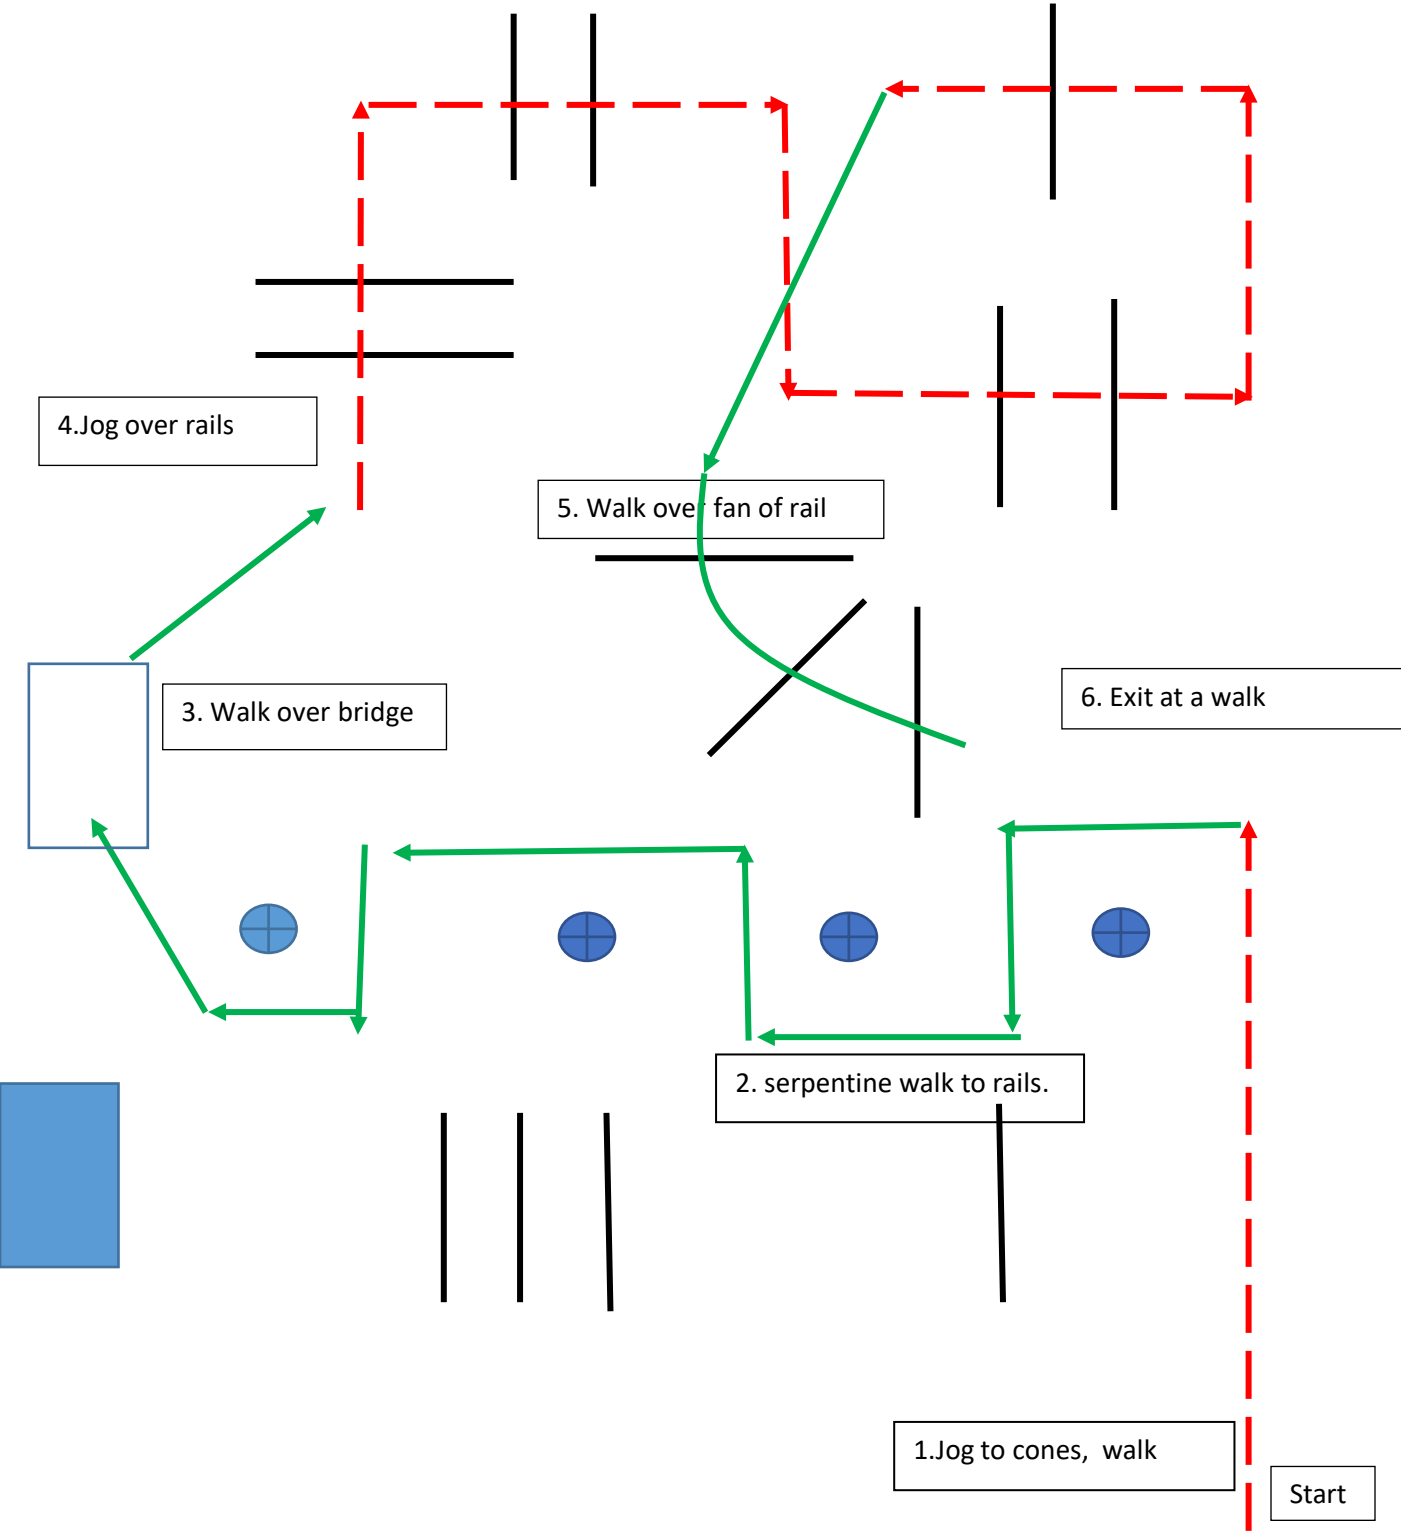 4.Jog over rails
5. Walk over fan of rail
3. Walk over bridge
6. Exit at a walk
2. serpentine walk to rails.
1.Jog to cones,  walk
Start